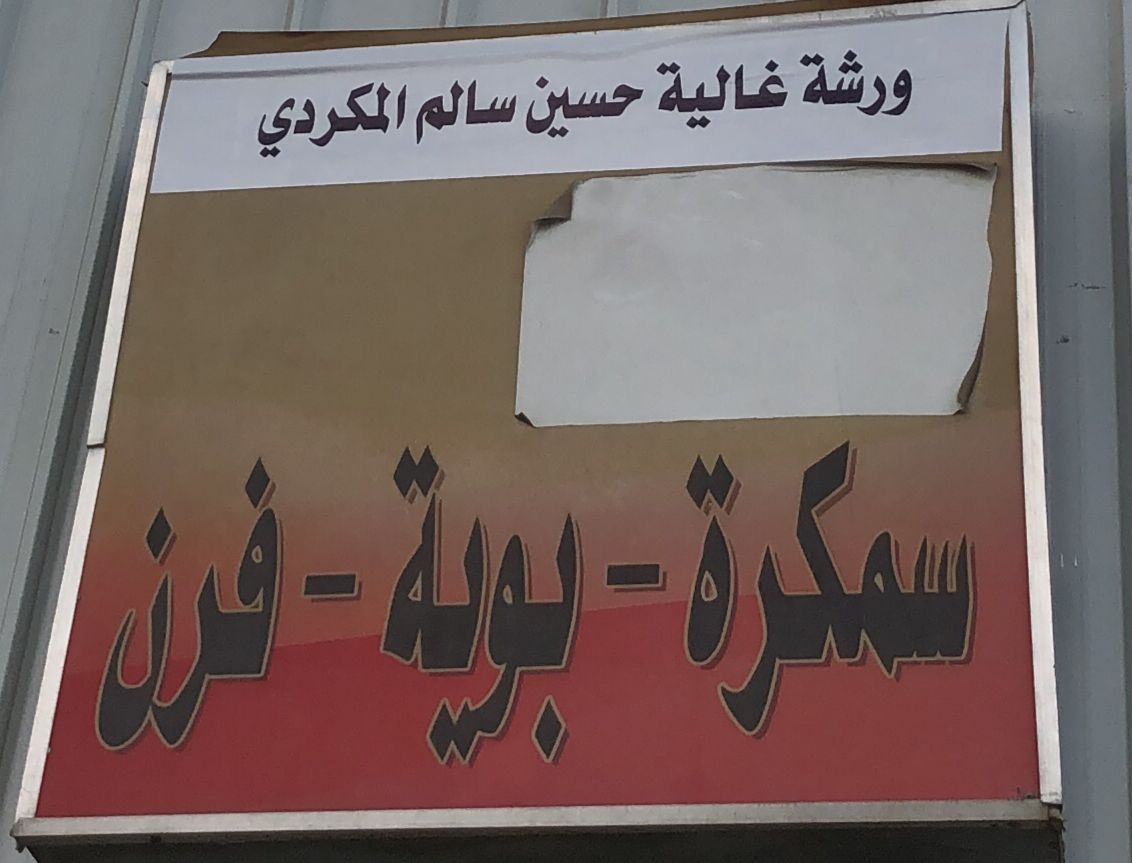 ورشة غالية حسين سالم المكردي
سمكرة - بوية - فرن